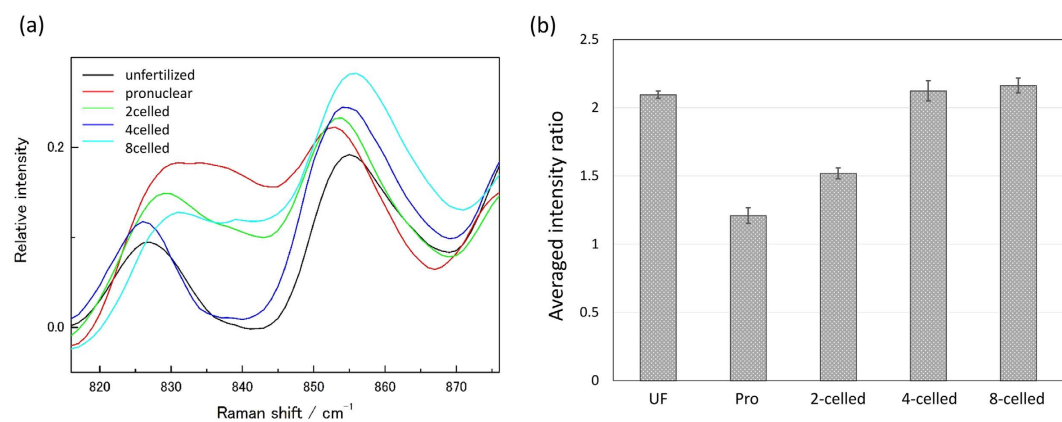 (a)
unfertilized
pronuclear
2celled
4celled
8celled
Relative intensity
0.2
0.0
820 830 840 850 860 870
Raman shift / cm⁻¹
(b)
Averaged intensity ratio
2.5
2
1.5
1
0.5
0
UF Pro 2-celled 4-celled 8-celled